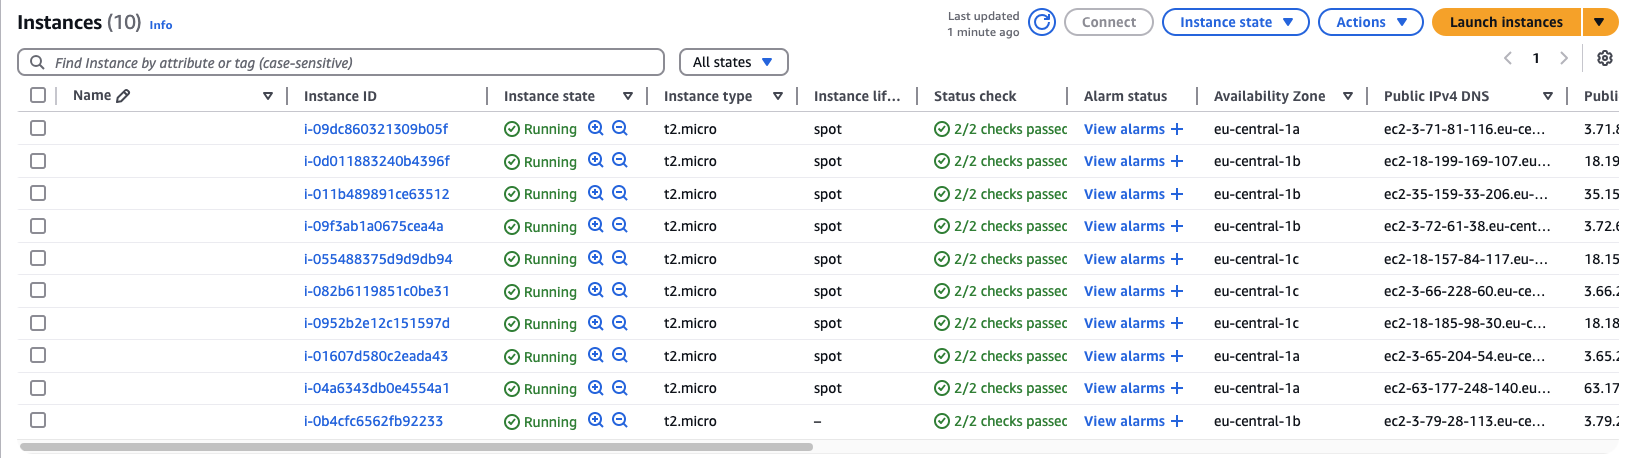 Instances (10) Info
Last updated
1 minute ago
Connect
Instance state
Actions
Launch instances
Find Instance by attribute or tag (case-sensitive)
All states
1
Name Instance ID Instance state Instance type Instance lif... Status check Alarm status Availability Zone Public IPv4 DNS Publi
i-09dc860321309b05f Running t2.micro spot 2/2 checks passec View alarms + eu-central-1a ec2-3-71-81-116.eu-ce... 3.71.8
i-0d011883240b4396f Running t2.micro spot 2/2 checks passec View alarms + eu-central-1b ec2-18-199-169-107.eu... 18.19
i-011b489891ce63512 Running t2.micro spot 2/2 checks passec View alarms + eu-central-1b ec2-35-159-33-206.eu-... 35.15
i-09f3ab1a0675cea4a Running t2.micro spot 2/2 checks passec View alarms + eu-central-1b ec2-3-72-61-38.eu-cent... 3.72.6
i-055488375d9d9db94 Running t2.micro spot 2/2 checks passec View alarms + eu-central-1c ec2-18-157-84-117.eu-... 18.15
i-082b6119851c0be31 Running t2.micro spot 2/2 checks passec View alarms + eu-central-1c ec2-3-66-228-60.eu-ce... 3.66.2
i-0952b2e12c151597d Running t2.micro spot 2/2 checks passec View alarms + eu-central-1c ec2-18-185-98-30.eu-c... 18.18
i-01607d580c2eada43 Running t2.micro spot 2/2 checks passec View alarms + eu-central-1a ec2-3-65-204-54.eu-ce... 3.65.2
i-04a6343db0e4554a1 Running t2.micro spot 2/2 checks passec View alarms + eu-central-1a ec2-63-177-248-140.eu... 63.17
i-0b4cfc6562fb92233 Running t2.micro – 2/2 checks passec View alarms + eu-central-1b ec2-3-79-28-113.eu-ce... 3.79.2